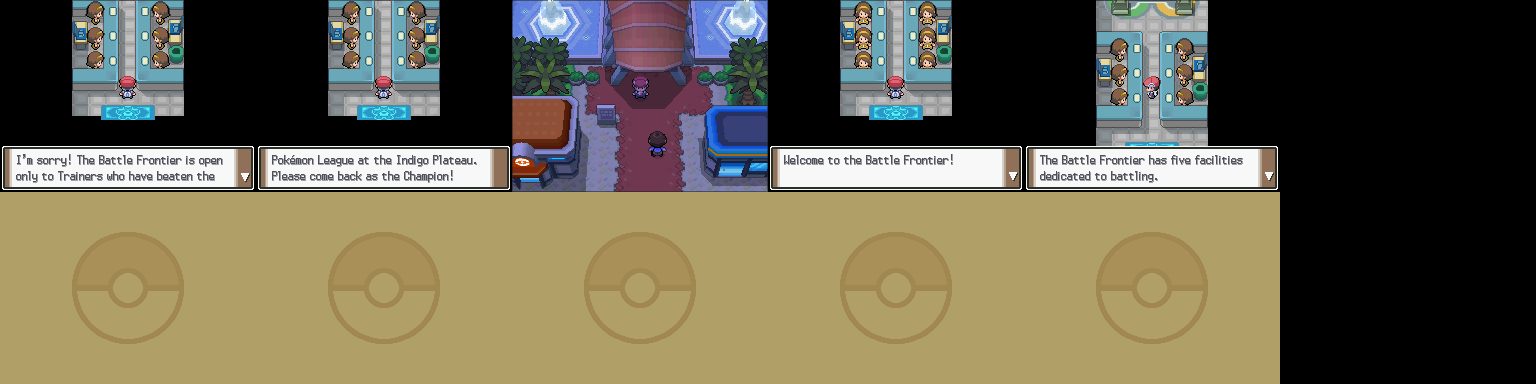 I'm sorry! The Battle Frontier is open
only to Trainers who have beaten the
Pokémon League at the Indigo Plateau.
Please come back as the Champion!
Welcome to the Battle Frontier!
The Battle Frontier has five facilities
dedicated to battling.